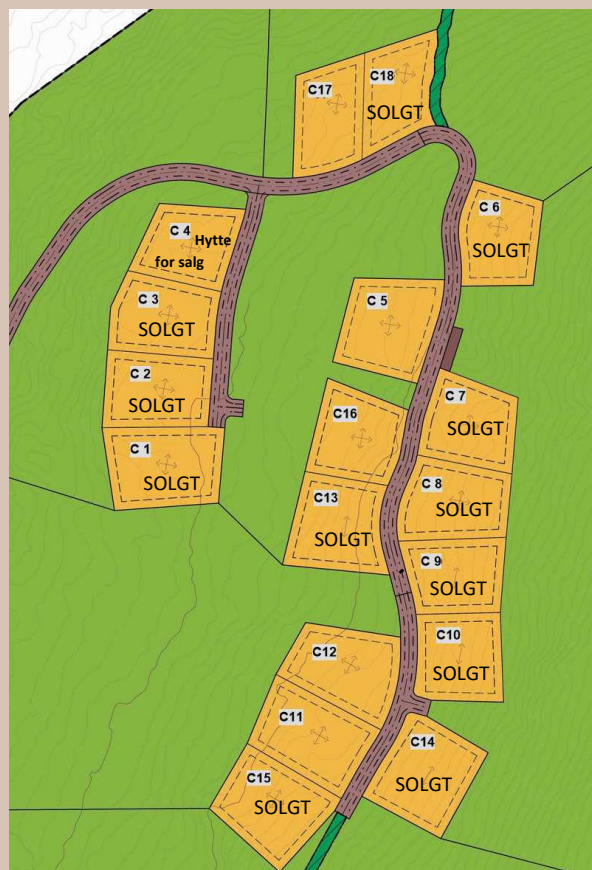 C18
C17
SOLGT
C 6
SOLGT
C 4
Hytte
for salg
C 3
SOLGT
C 5
C 2
SOLGT
C 7
SOLGT
C16
C 1
SOLGT
C 8
SOLGT
C13
SOLGT
C 9
SOLGT
C10
SOLGT
C12
C11
C14
SOLGT
C15
SOLGT